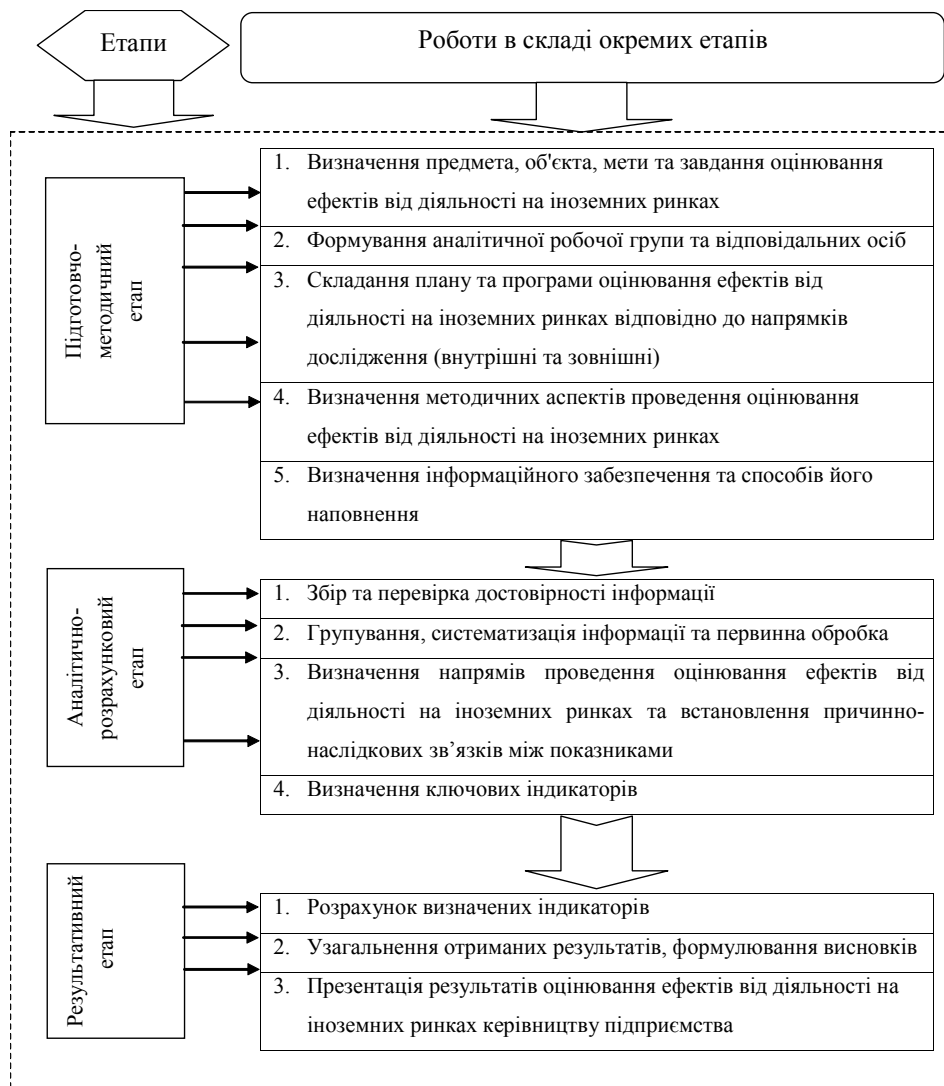 Етапи
Роботи в складі окремих етапів
Підготовчо-
методичний
етап
1. Визначення предмета, об'єкта, мети та завдання оцінювання
ефектів від діяльності на іноземних ринках
2. Формування аналітичної робочої групи та відповідальних осіб
3. Складання плану та програми оцінювання ефектів від
діяльності на іноземних ринках відповідно до напрямків
дослідження (внутрішні та зовнішні)
4. Визначення методичних аспектів проведення оцінювання
ефектів від діяльності на іноземних ринках
5. Визначення інформаційного забезпечення та способів його
наповнення
Аналітично-
розрахунковий
етап
1. Збір та перевірка достовірності інформації
2. Групування, систематизація інформації та первинна обробка
3. Визначення напрямів проведення оцінювання ефектів від
діяльності на іноземних ринках та встановлення причинно-
наслідкових зв’язків між показниками
4. Визначення ключових індикаторів
Результативний
етап
1. Розрахунок визначених індикаторів
2. Узагальнення отриманих результатів, формулювання висновків
3. Презентація результатів оцінювання ефектів від діяльності на
іноземних ринках керівництву підприємства